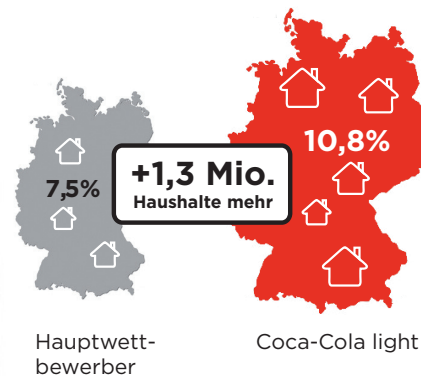 10,8%
7,5%
+1,3 Mio.
Haushalte mehr
Hauptwett-
bewerber
Coca-Cola light